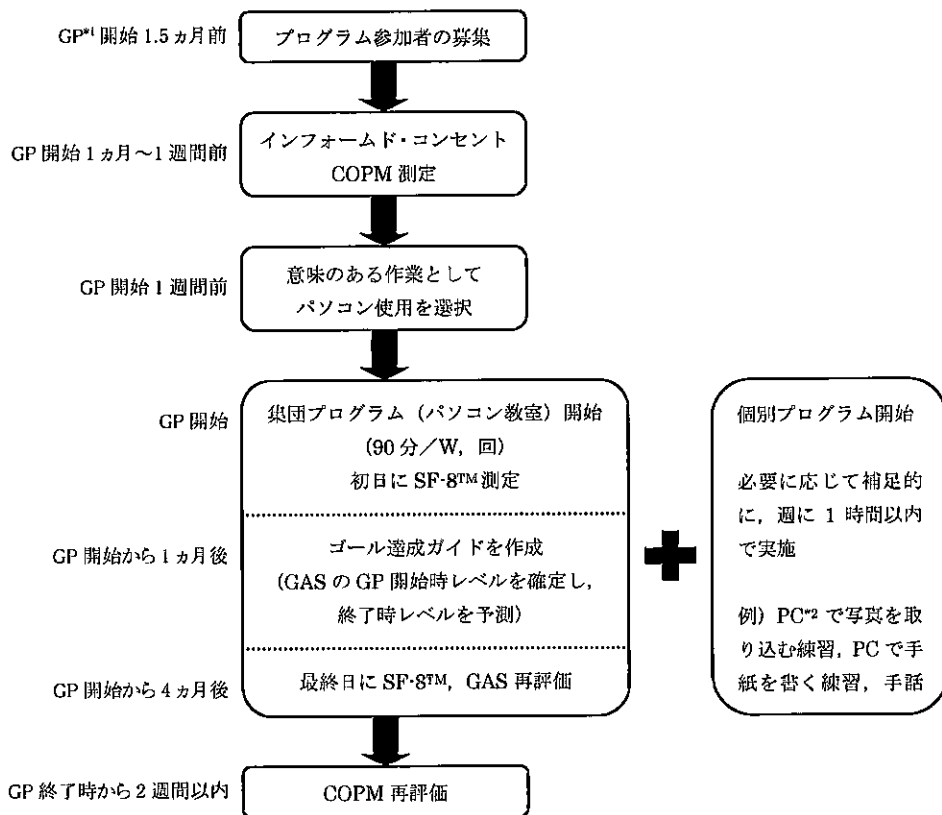 GP*1 開始 1.5 ヵ月前
プログラム参加者の募集
GP 開始 1 ヵ月～1 週間前
インフォームド・コンセント
COPM 測定
GP 開始 1 週間前
意味のある作業として
パソコン使用を選択
GP 開始
集団プログラム（パソコン教室）開始
(90 分／W，回)
初日に SF-8™ 測定
GP 開始から 1 ヵ月後
ゴール達成ガイドを作成
(GAS の GP 開始時レベルを確定し，
終了時レベルを予測)
GP 開始から 4 ヵ月後
最終日に SF-8™，GAS 再評価
個別プログラム開始
必要に応じて補足的
に，週に 1 時間以内
で実施
例）PC*2 で写真を取
り込む練習，PC で手
紙を書く練習，手話
GP 終了時から 2 週間以内
COPM 再評価